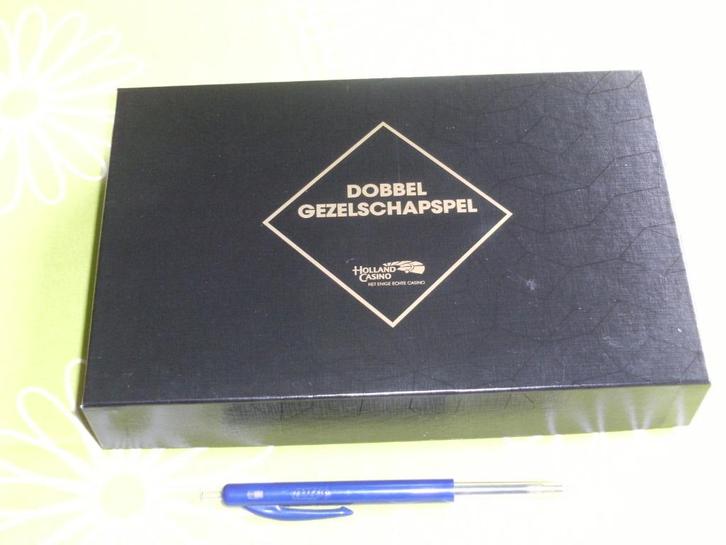 DOBBEL
GEZELSCHAPSPEL
HOLLAND
CASINO
HET ENIGE ECHTE CASINO